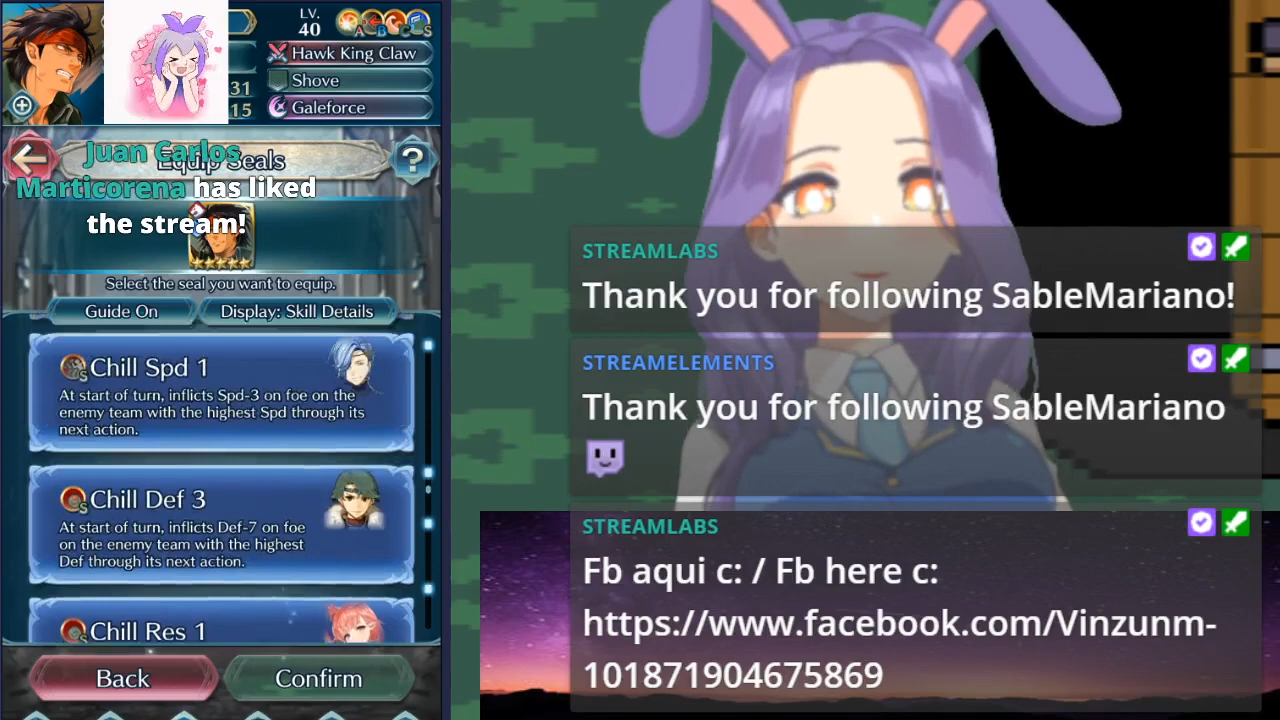 LV.
40
A B C S
Hawk King Claw
31
Shove
15
Galeforce
Equip Seals
?
Juan Carlos
Marticorena has liked
the stream!
Select the seal you want to equip.
Guide On
Display: Skill Details
Chill Spd 1
At start of turn, inflicts Spd-3 on foe on the
enemy team with the highest Spd through its
next action.
Chill Def 3
At start of turn, inflicts Def-7 on foe
on the enemy team with the highest
Def through its next action.
Chill Res 1
Back
Confirm
STREAMLABS
Thank you for following SableMariano!
STREAMELEMENTS
Thank you for following SableMariano
STREAMLABS
Fb aqui c: / Fb here c:
https://www.facebook.com/Vinzunm-
101871904675869